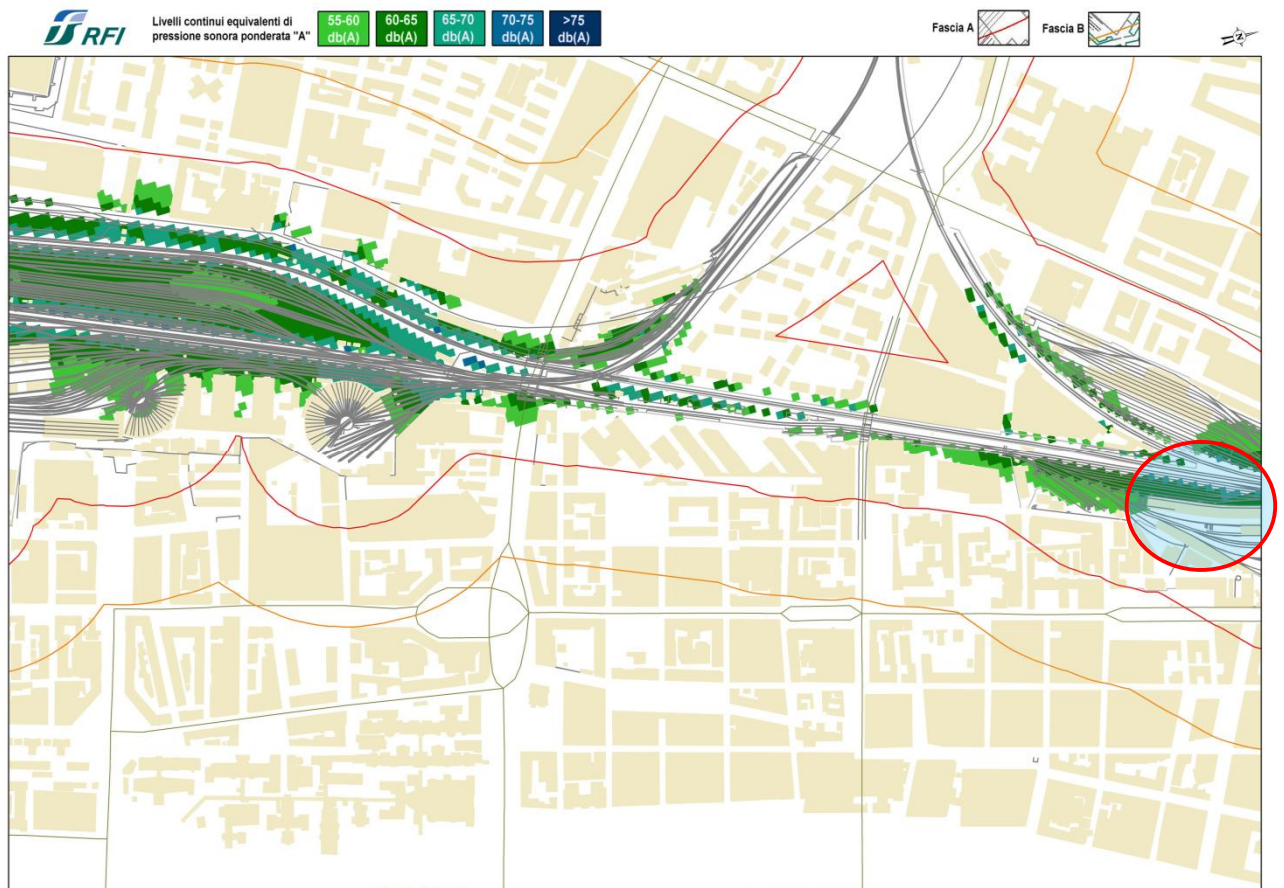 RFI
Livelli continui equivalenti di
pressione sonora ponderata "A"
55-60
db(A)
60-65
db(A)
65-70
db(A)
70-75
db(A)
>75
db(A)
Fascia A
Fascia B
N